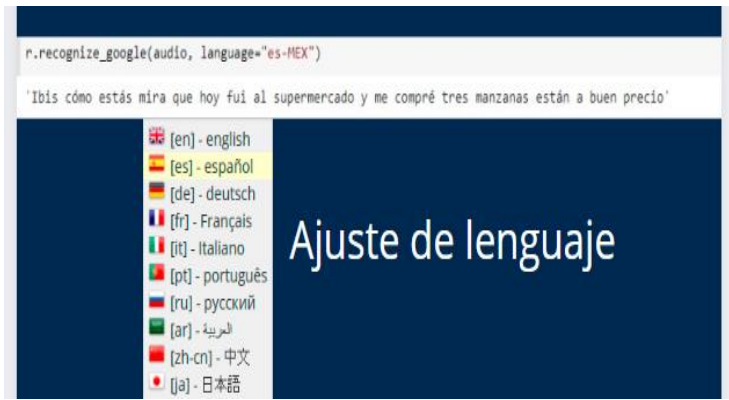 r.recognize_google(audio, language="es-MEX")
'Ibis cómo estás mira que hoy fui al supermercado y me compré tres manzanas están a buen precio'
[en] - english
[es] - español
[de] - deutsch
[fr] - Français
[it] - Italiano
[pt] - português
[ru] - русский
[ar] - العربية
[zh-cn] - 中文
[ja] - 日本語
Ajuste de lenguaje